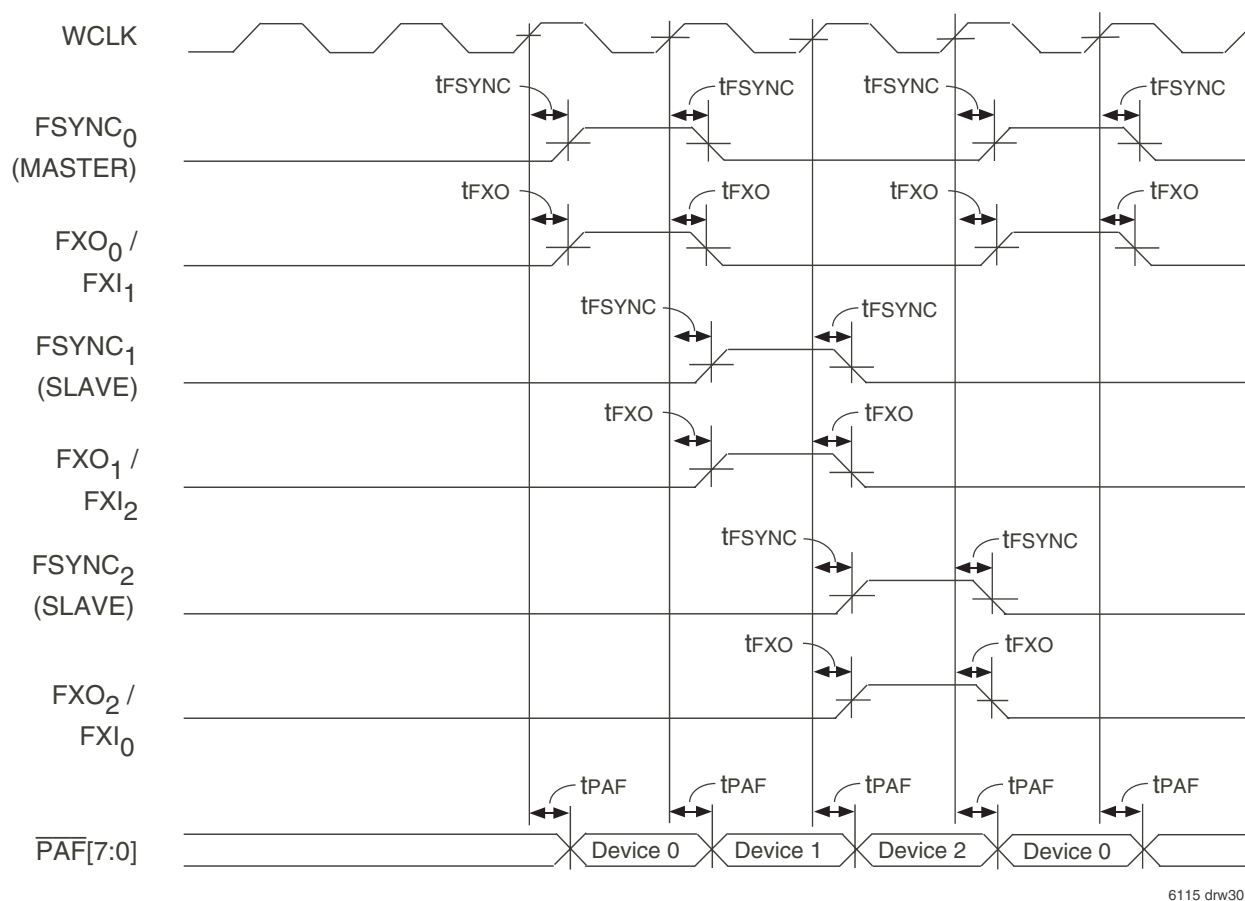 WCLK
tFSYNC tFSYNC tFSYNC tFSYNC
FSYNC0
(MASTER)
tFXO tFXO tFXO tFXO
FXO0 /
FXI1
tFSYNC tFSYNC
FSYNC1
(SLAVE)
tFXO tFXO
FXO1 /
FXI2
tFSYNC tFSYNC
FSYNC2
(SLAVE)
tFXO tFXO
FXO2 /
FXI0
tPAF tPAF tPAF tPAF tPAF
PAF[7:0] Device 0 Device 1 Device 2 Device 0
6115 drw30